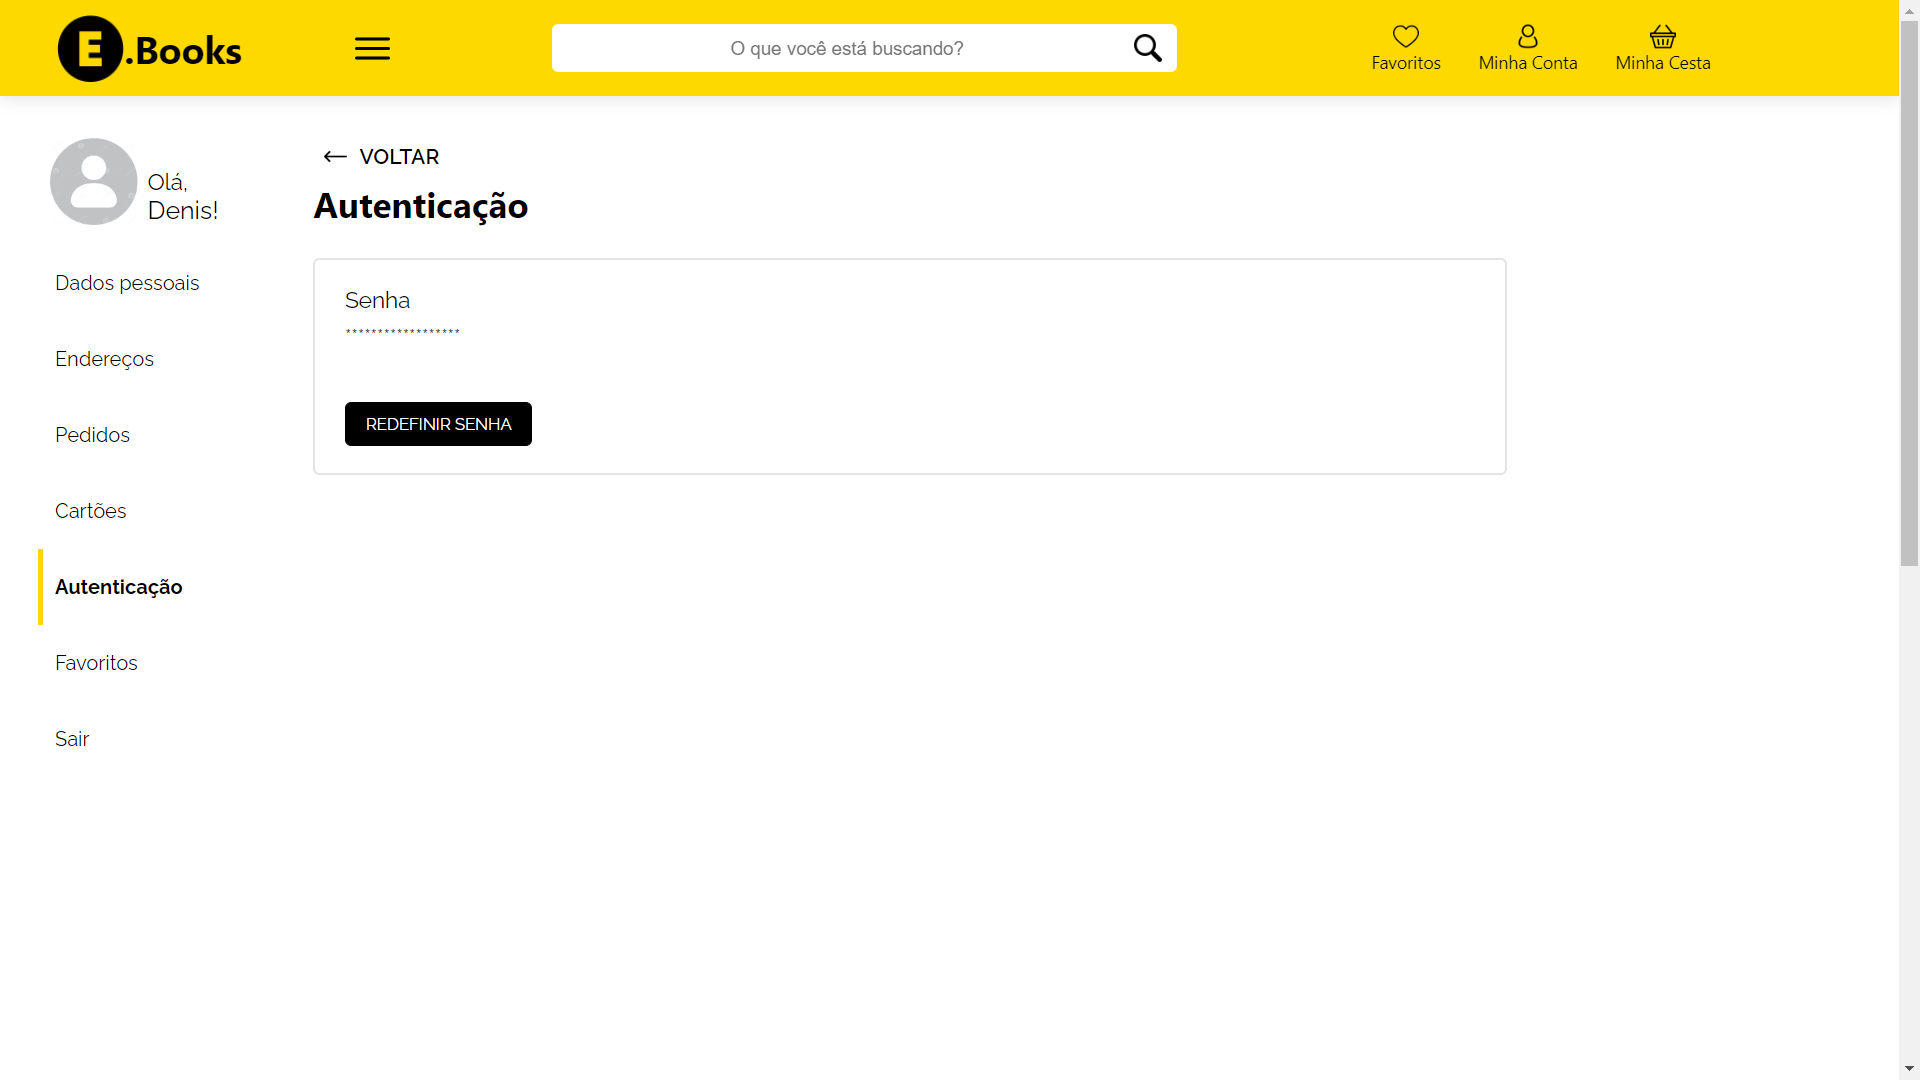 E.Books
O que você está buscando?
Favoritos
Minha Conta
Minha Cesta
Olá,
Denis!
Dados pessoais
Endereços
Pedidos
Cartões
Autenticação
Favoritos
Sair
VOLTAR
Autenticação
Senha
******************
REDEFINIR SENHA